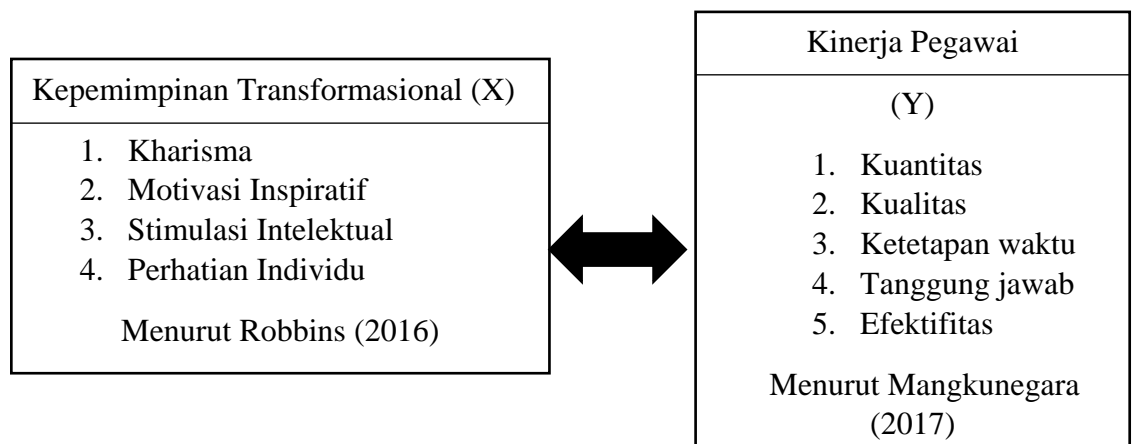 Kepemimpinan Transformasional (X)
1. Kharisma
2. Motivasi Inspiratif
3. Stimulasi Intelektual
4. Perhatian Individu
Menurut Robbins (2016)
Kinerja Pegawai
(Y)
1. Kuantitas
2. Kualitas
3. Ketetapan waktu
4. Tanggung jawab
5. Efektifitas
Menurut Mangkunegara
(2017)